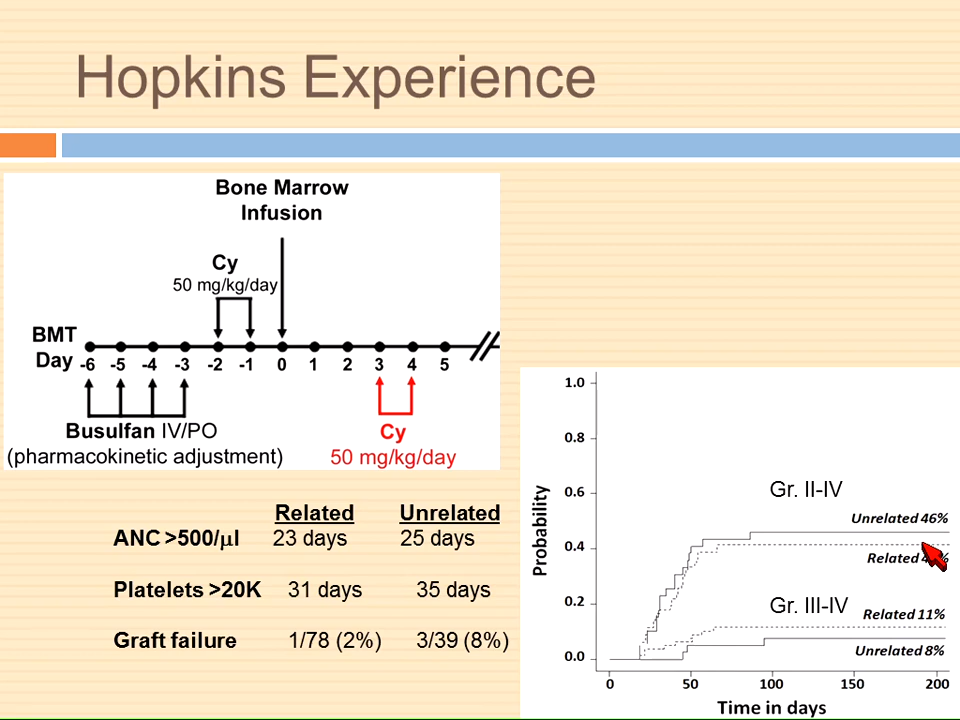 Hopkins Experience
Bone Marrow
Infusion
Cy
50 mg/kg/day
BMT
Day -6 -5 -4 -3 -2 -1 0 1 2 3 4 5
Busulfan IV/PO
(pharmacokinetic adjustment)
Cy
50 mg/kg/day
Related Unrelated
ANC >500/μl 23 days 25 days
Platelets >20K 31 days 35 days
Graft failure 1/78 (2%) 3/39 (8%)
1.0
0.8
0.6
0.4
0.2
0.0
Probability
Gr. II-IV
Unrelated 46%
Related
Gr. III-IV
Related 11%
Unrelated 8%
0 50 100 150 200
Time in days